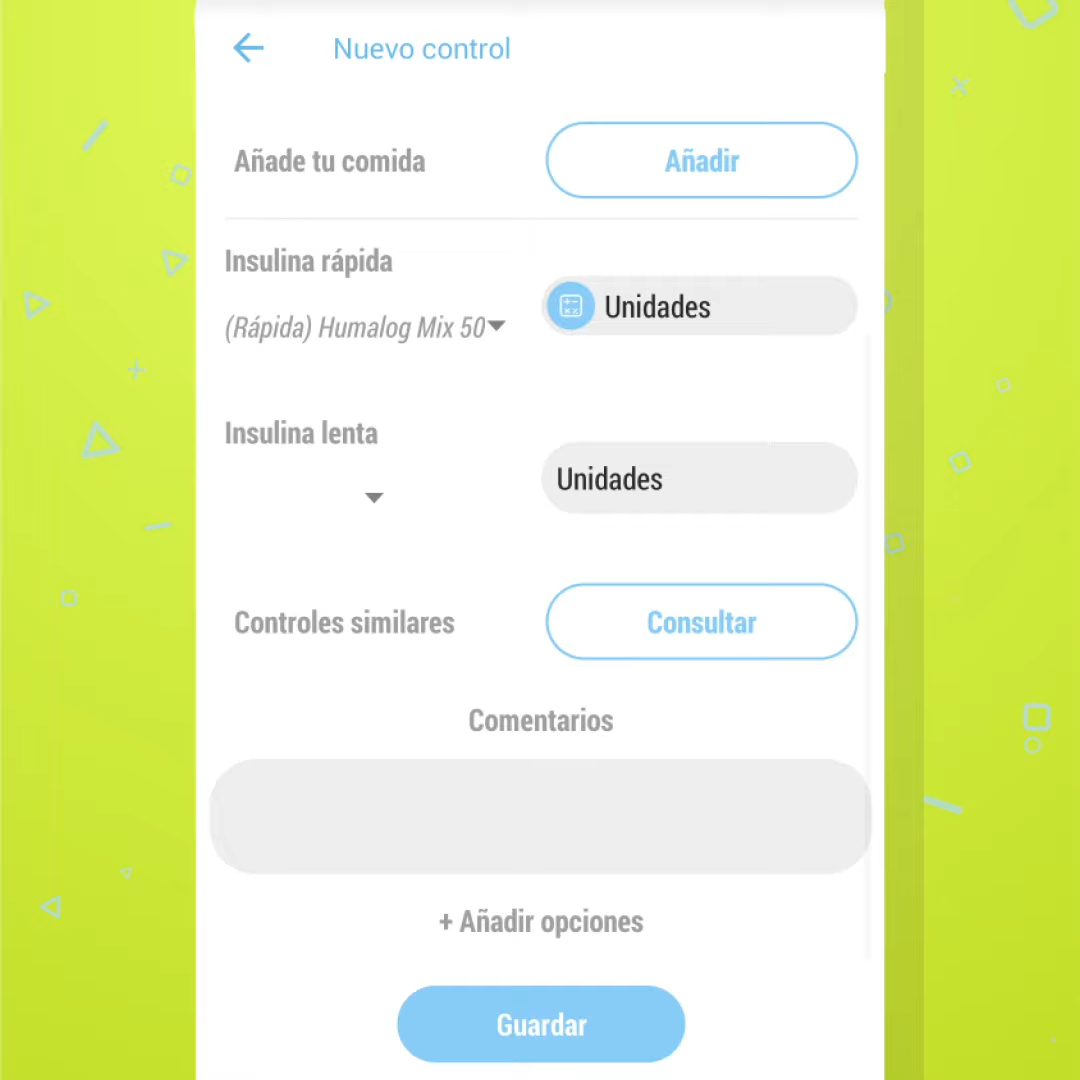 Nuevo control
Añade tu comida
Añadir
Insulina rápida
Unidades
(Rápida) Humalog Mix 50
Insulina lenta
Unidades
Controles similares
Consultar
Comentarios
+ Añadir opciones
Guardar